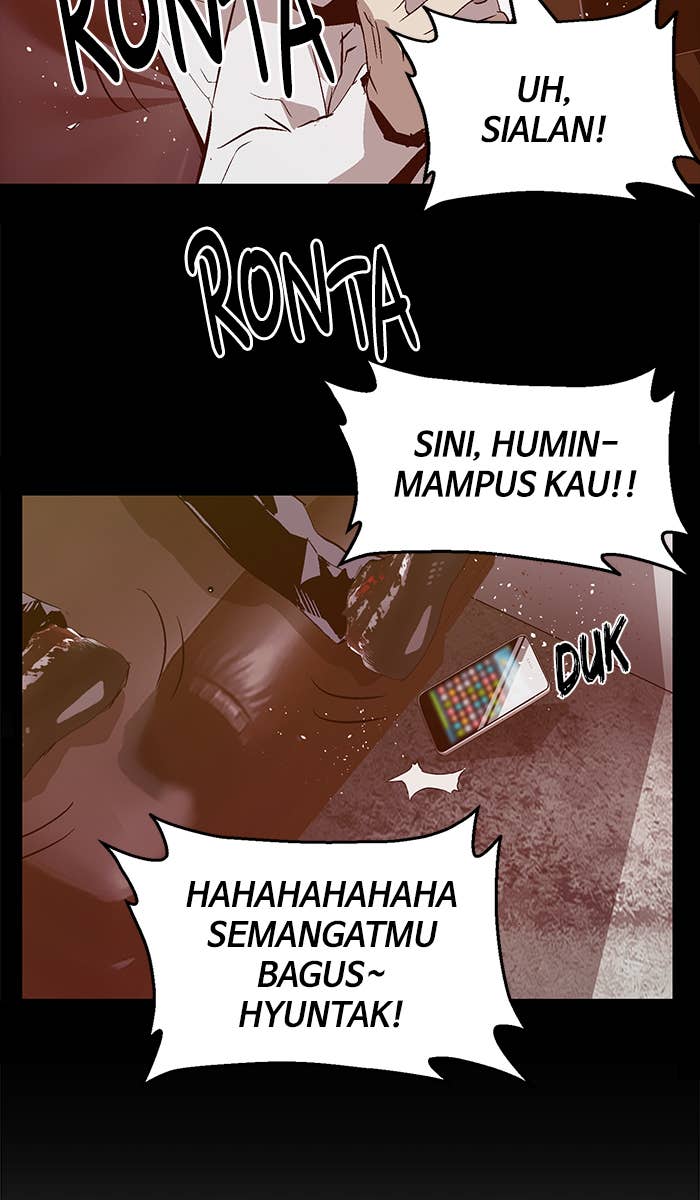 RONTA
UH,
SIALAN!
RONTA
SINI, HUMIN-
MAMPUS KAU!!
DUK
HAHAHAHAHAHA
SEMANGATMU
BAGUS~
HYUNTAK!